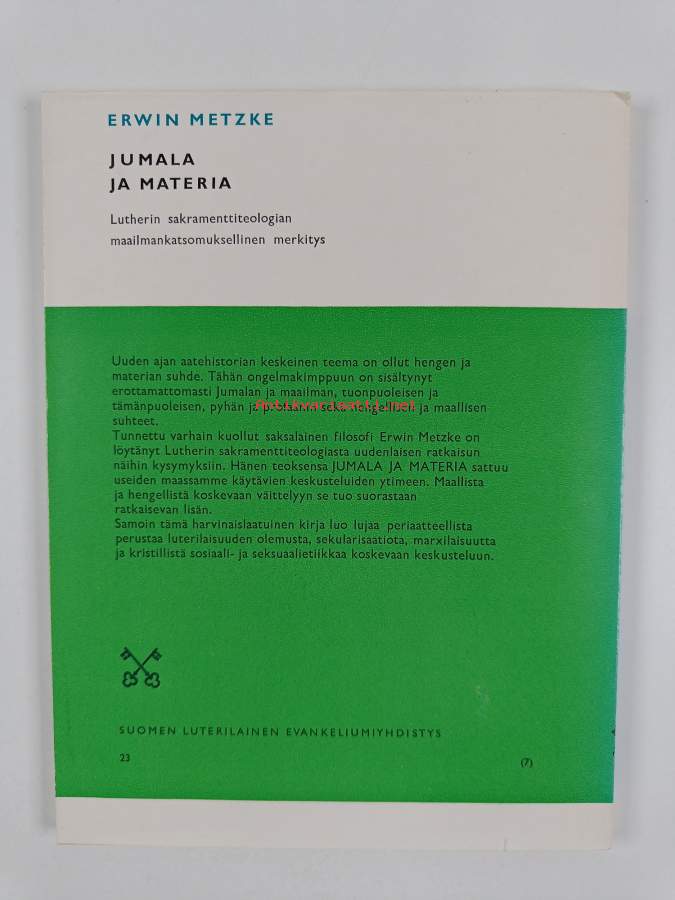 ERWIN METZKE
JUMALA
JA MATERIA
Lutherin sakramenttiteologian
maailmankatsomuksellinen merkitys
Uuden ajan aatehistorian keskeinen teema on ollut hengen ja
materian suhde. Tähän ongelmakimppuun on sisältynyt
erottamattomasti Jumalan ja maailman, tuonpuoleisen ja
tämänpuoleisen, pyhän ja profaanin sekä hengellisen ja maallisen
suhteet.
Antikvariaatti.net
Tunnettu varhain kuollut saksalainen filosofi Erwin Metzke on
löytänyt Lutherin sakramenttiteologiasta uudenlaisen ratkaisun
näihin kysymyksiin. Hänen teoksensa JUMALA JA MATERIA sattuu
useiden maassamme käytävien keskusteluiden ytimeen. Maallista
ja hengellistä koskevaan väittelyyn se tuo suorastaan
ratkaisevan lisän.
Samoin tämä harvinaislaatuinen kirja luo lujaa periaatteellista
perustaa luterilaisuuden olemusta, sekularisaatiota, marxilaisuutta
ja kristillistä sosiaali- ja seksuaalietiikkaa koskevaan keskusteluun.
SUOMEN LUTERILAINEN EVANKELIUMIYHDISTYS
23
(7)